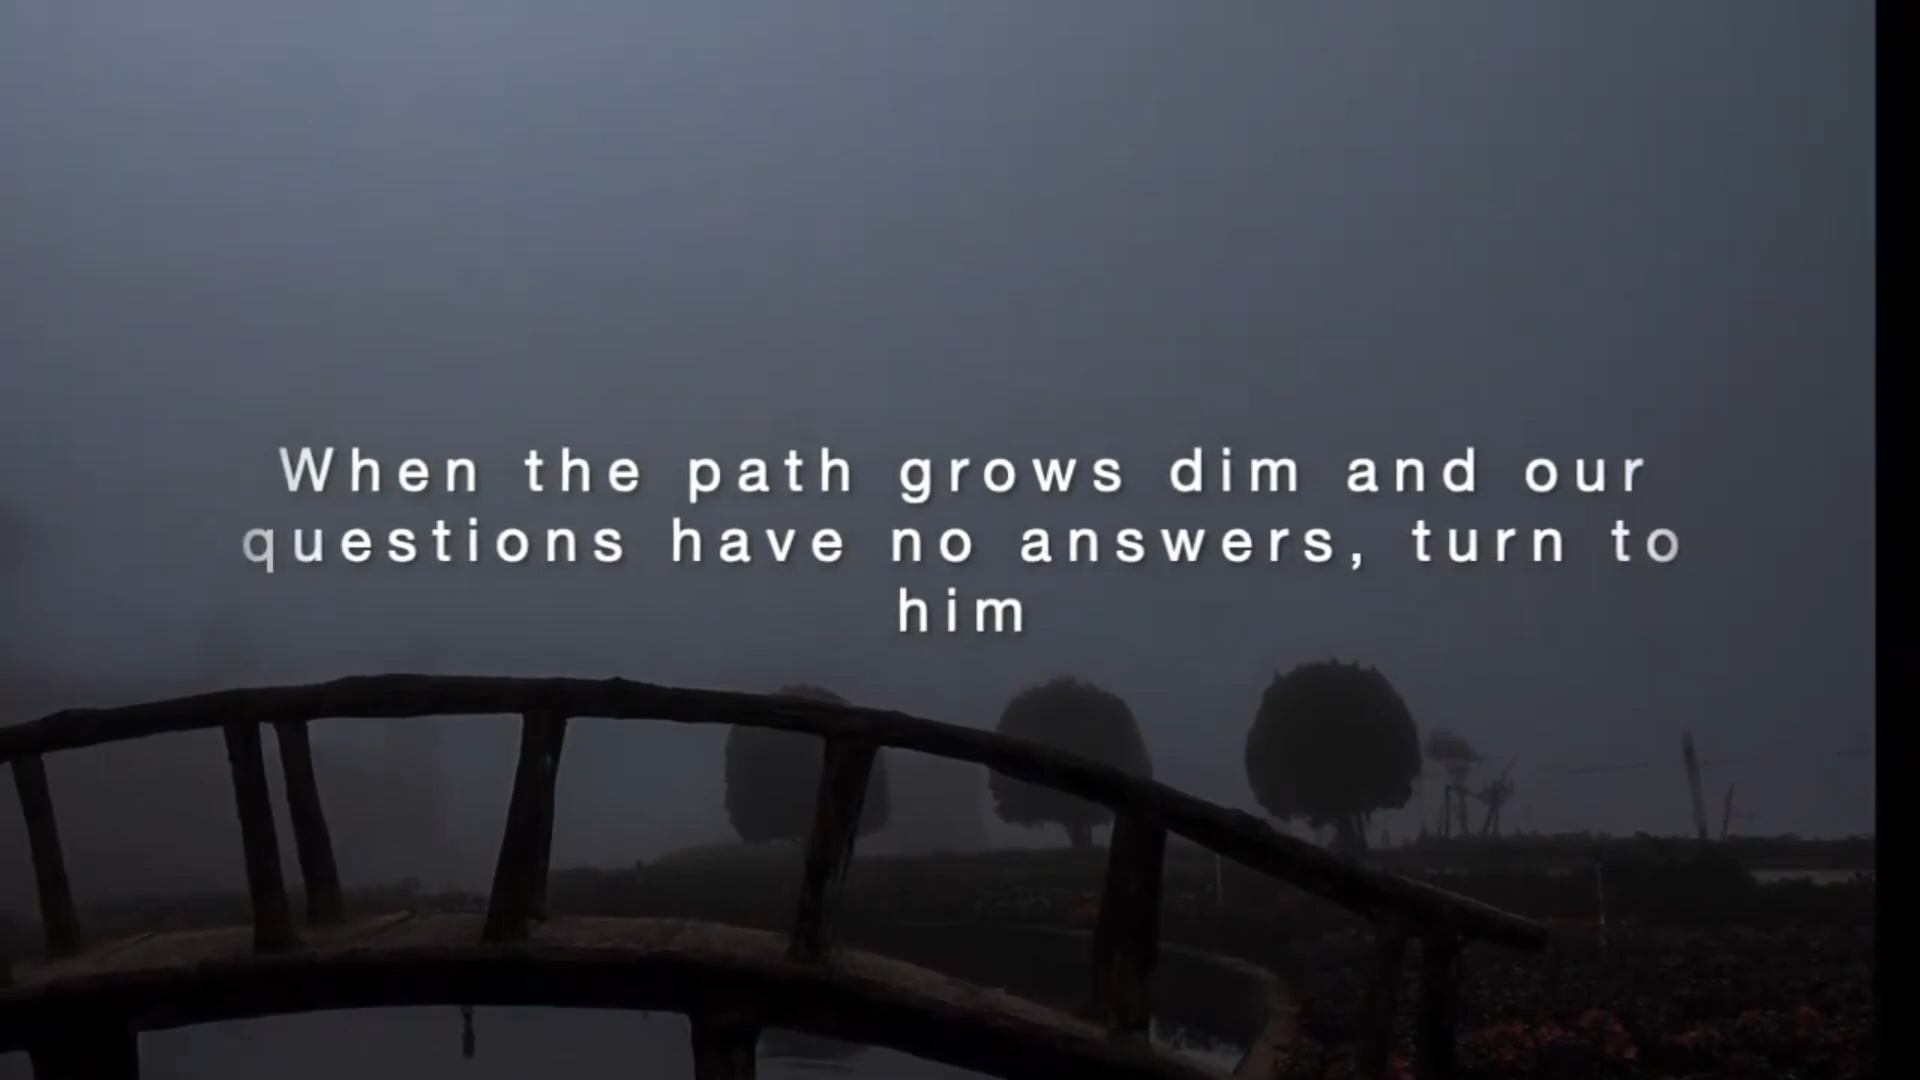 When the path grows dim and our
questions have no answers, turn to
him